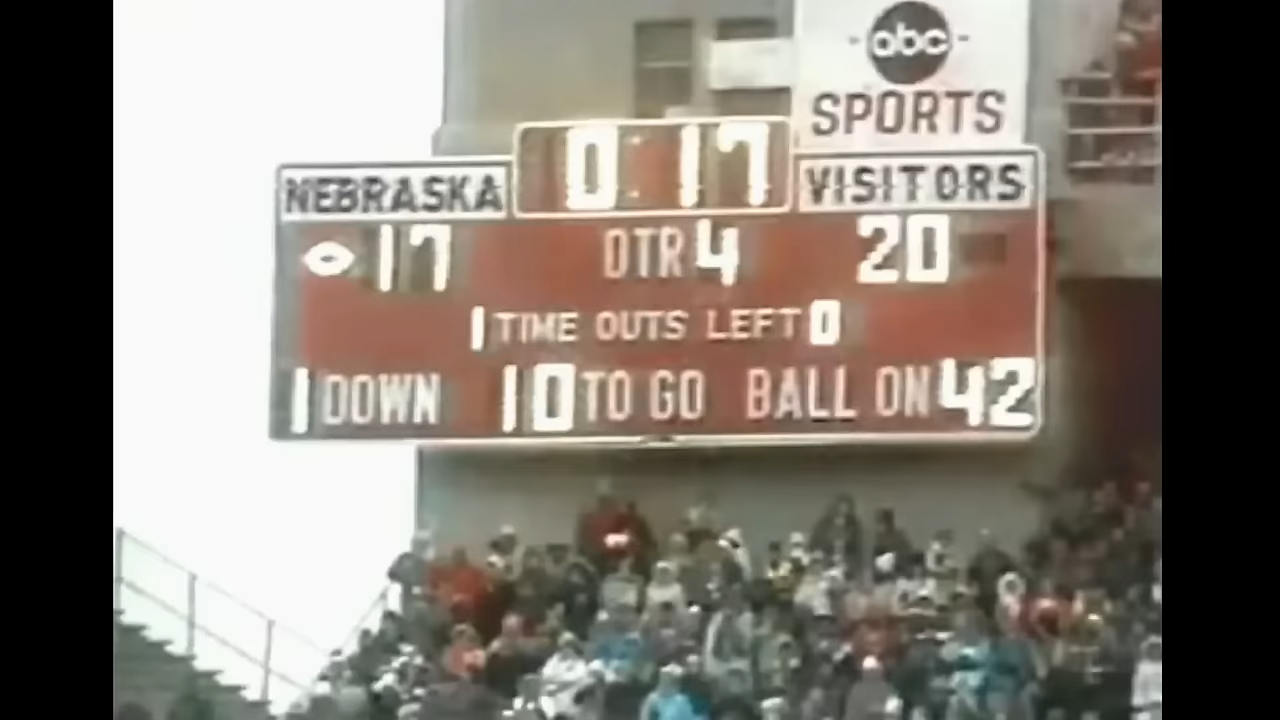 abc
SPORTS
0:17
NEBRASKA
VISITORS
17 QTR 4 20
1 TIME OUTS LEFT 0
1 DOWN 10 TO GO BALL ON 42